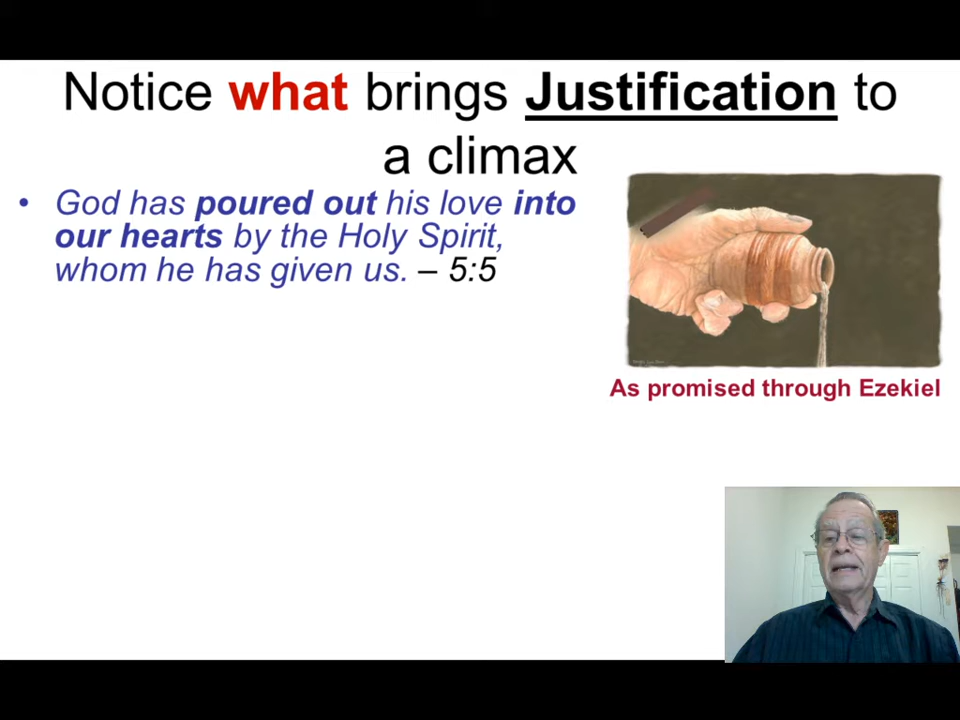 Notice what brings Justification to
a climax
• God has poured out his love into
our hearts by the Holy Spirit,
whom he has given us. – 5:5
As promised through Ezekiel